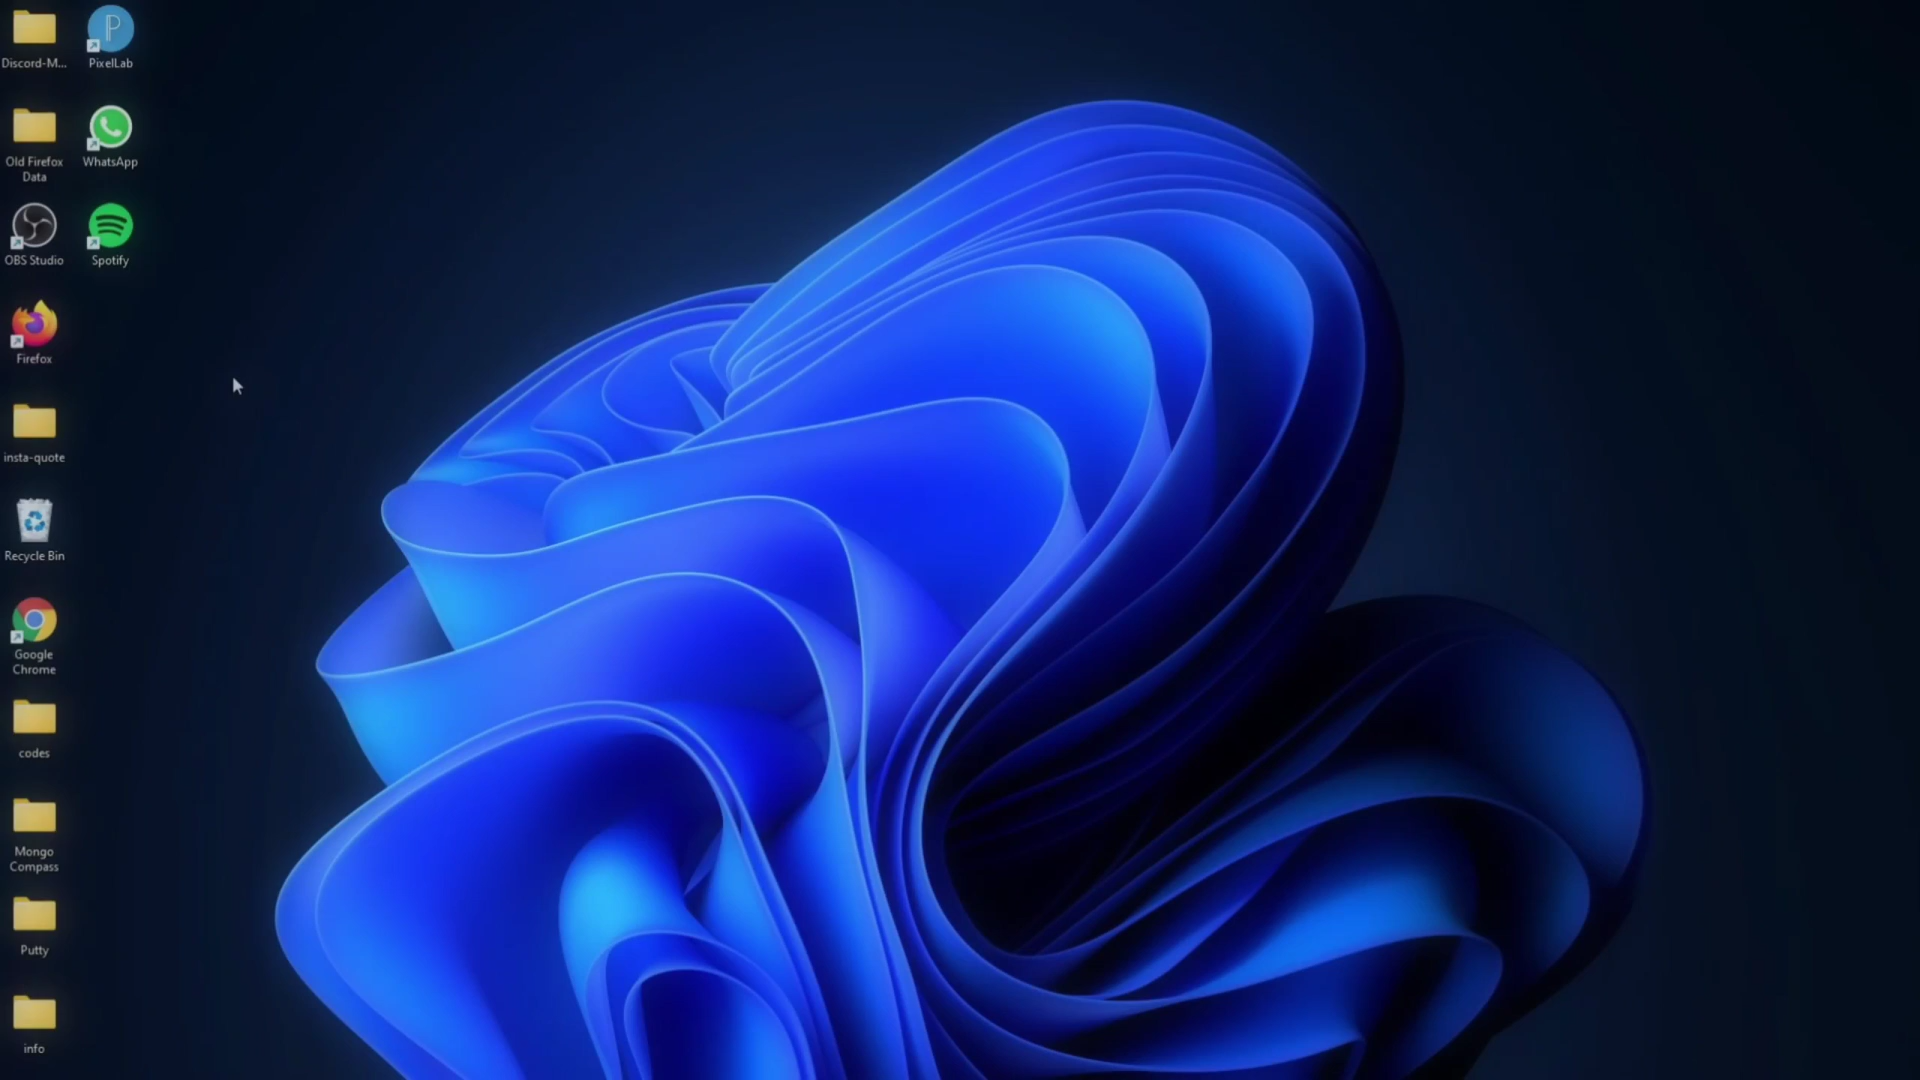 Discord-M...
PixelLab
Old Firefox
Data
WhatsApp
OBS Studio
Spotify
Firefox
insta-quote
Recycle Bin
Google
Chrome
codes
Mongo
Compass
Putty
info